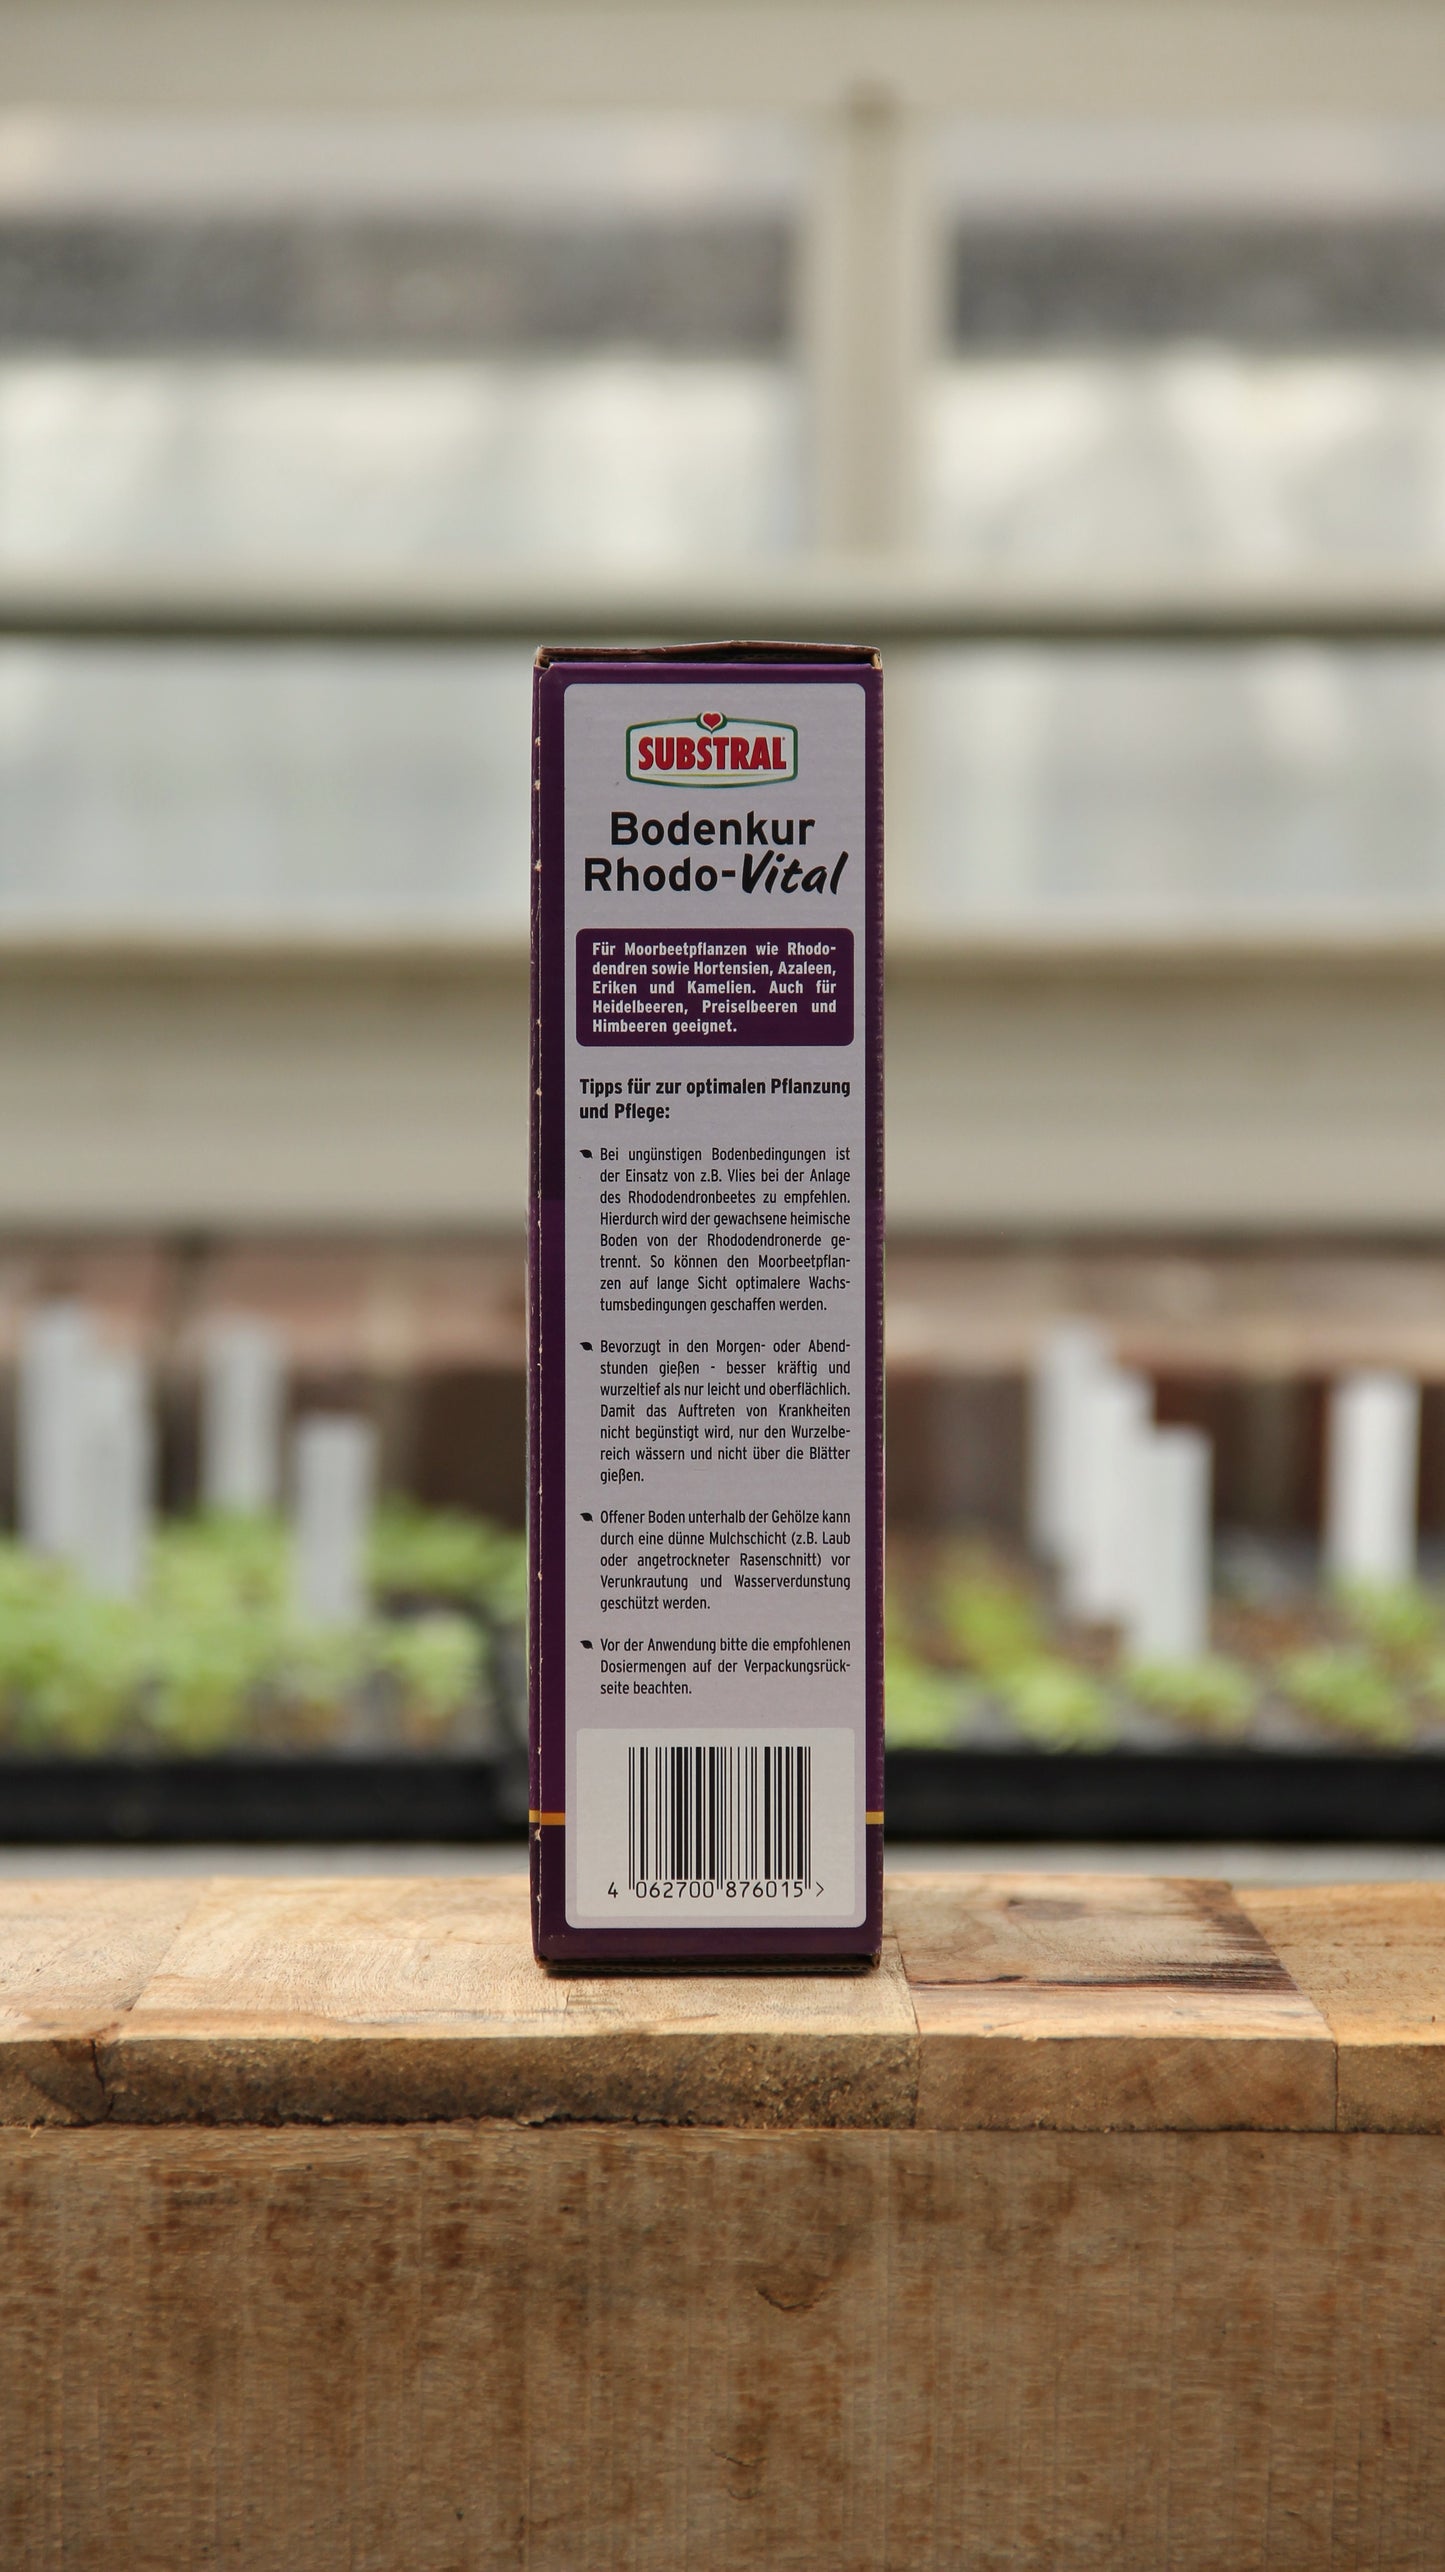 SUBSTRAL
Bodenkur
Rhodo-Vital
Für Moorbeetpflanzen wie Rhodo-
dendren sowie Hortensien, Azaleen,
Eriken und Kamelien. Auch für
Heidelbeeren, Preiselbeeren und
Himbeeren geeignet.
Tipps für zur optimalen Pflanzung
und Pflege:
Bei ungünstigen Bodenbedingungen ist
der Einsatz von z.B. Vlies bei der Anlage
des Rhododendronbeetes zu empfehlen.
Hierdurch wird der gewachsene heimische
Boden von der Rhododendronerde ge-
trennt. So können den Moorbeetpflan-
zen auf lange Sicht optimalere Wachs-
tumsbedingungen geschaffen werden.
Bevorzugt in den Morgen- oder Abend-
stunden gießen - besser kräftig und
wurzeltief als nur leicht und oberflächlich.
Damit das Auftreten von Krankheiten
nicht begünstigt wird, nur den Wurzelbe-
reich wässern und nicht über die Blätter
gießen.
Offener Boden unterhalb der Gehölze kann
durch eine dünne Mulchschicht (z.B. Laub
oder angetrockneter Rasenschnitt) vor
Verunkrautung und Wasserverdunstung
geschützt werden.
Vor der Anwendung bitte die empfohlenen
Dosiermengen auf der Verpackungsrück-
seite beachten.
4 062700 876015 >